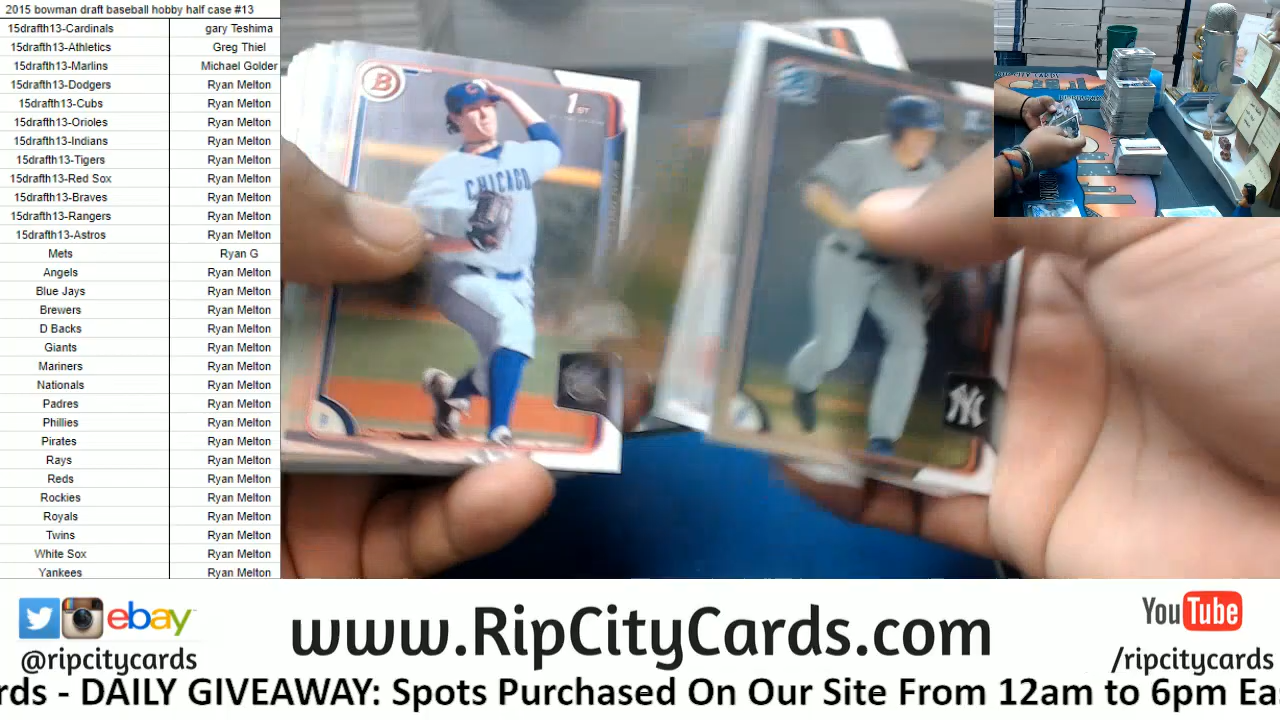 2015 bowman draft baseball hobby half case #13
15drafth13-Cardinals gary Teshima
15drafth13-Athletics Greg Thiel
15drafth13-Marlins Michael Golder
15drafth13-Dodgers Ryan Melton
15drafth13-Cubs Ryan Melton
15drafth13-Orioles Ryan Melton
15drafth13-Indians Ryan Melton
15drafth13-Tigers Ryan Melton
15drafth13-Red Sox Ryan Melton
15drafth13-Braves Ryan Melton
15drafth13-Rangers Ryan Melton
15drafth13-Astros Ryan Melton
Mets Ryan G
Angels Ryan Melton
Blue Jays Ryan Melton
Brewers Ryan Melton
D Backs Ryan Melton
Giants Ryan Melton
Mariners Ryan Melton
Nationals Ryan Melton
Padres Ryan Melton
Phillies Ryan Melton
Pirates Ryan Melton
Rays Ryan Melton
Reds Ryan Melton
Rockies Ryan Melton
Royals Ryan Melton
Twins Ryan Melton
White Sox Ryan Melton
Yankees Ryan Melton
B
1ST
CHICAGO
NY
RIP CITY CARDS
ebay
@ripcitycards
www.RipCityCards.com
YouTube
/ripcitycards
rds - DAILY GIVEAWAY: Spots Purchased On Our Site From 12am to 6pm Eas